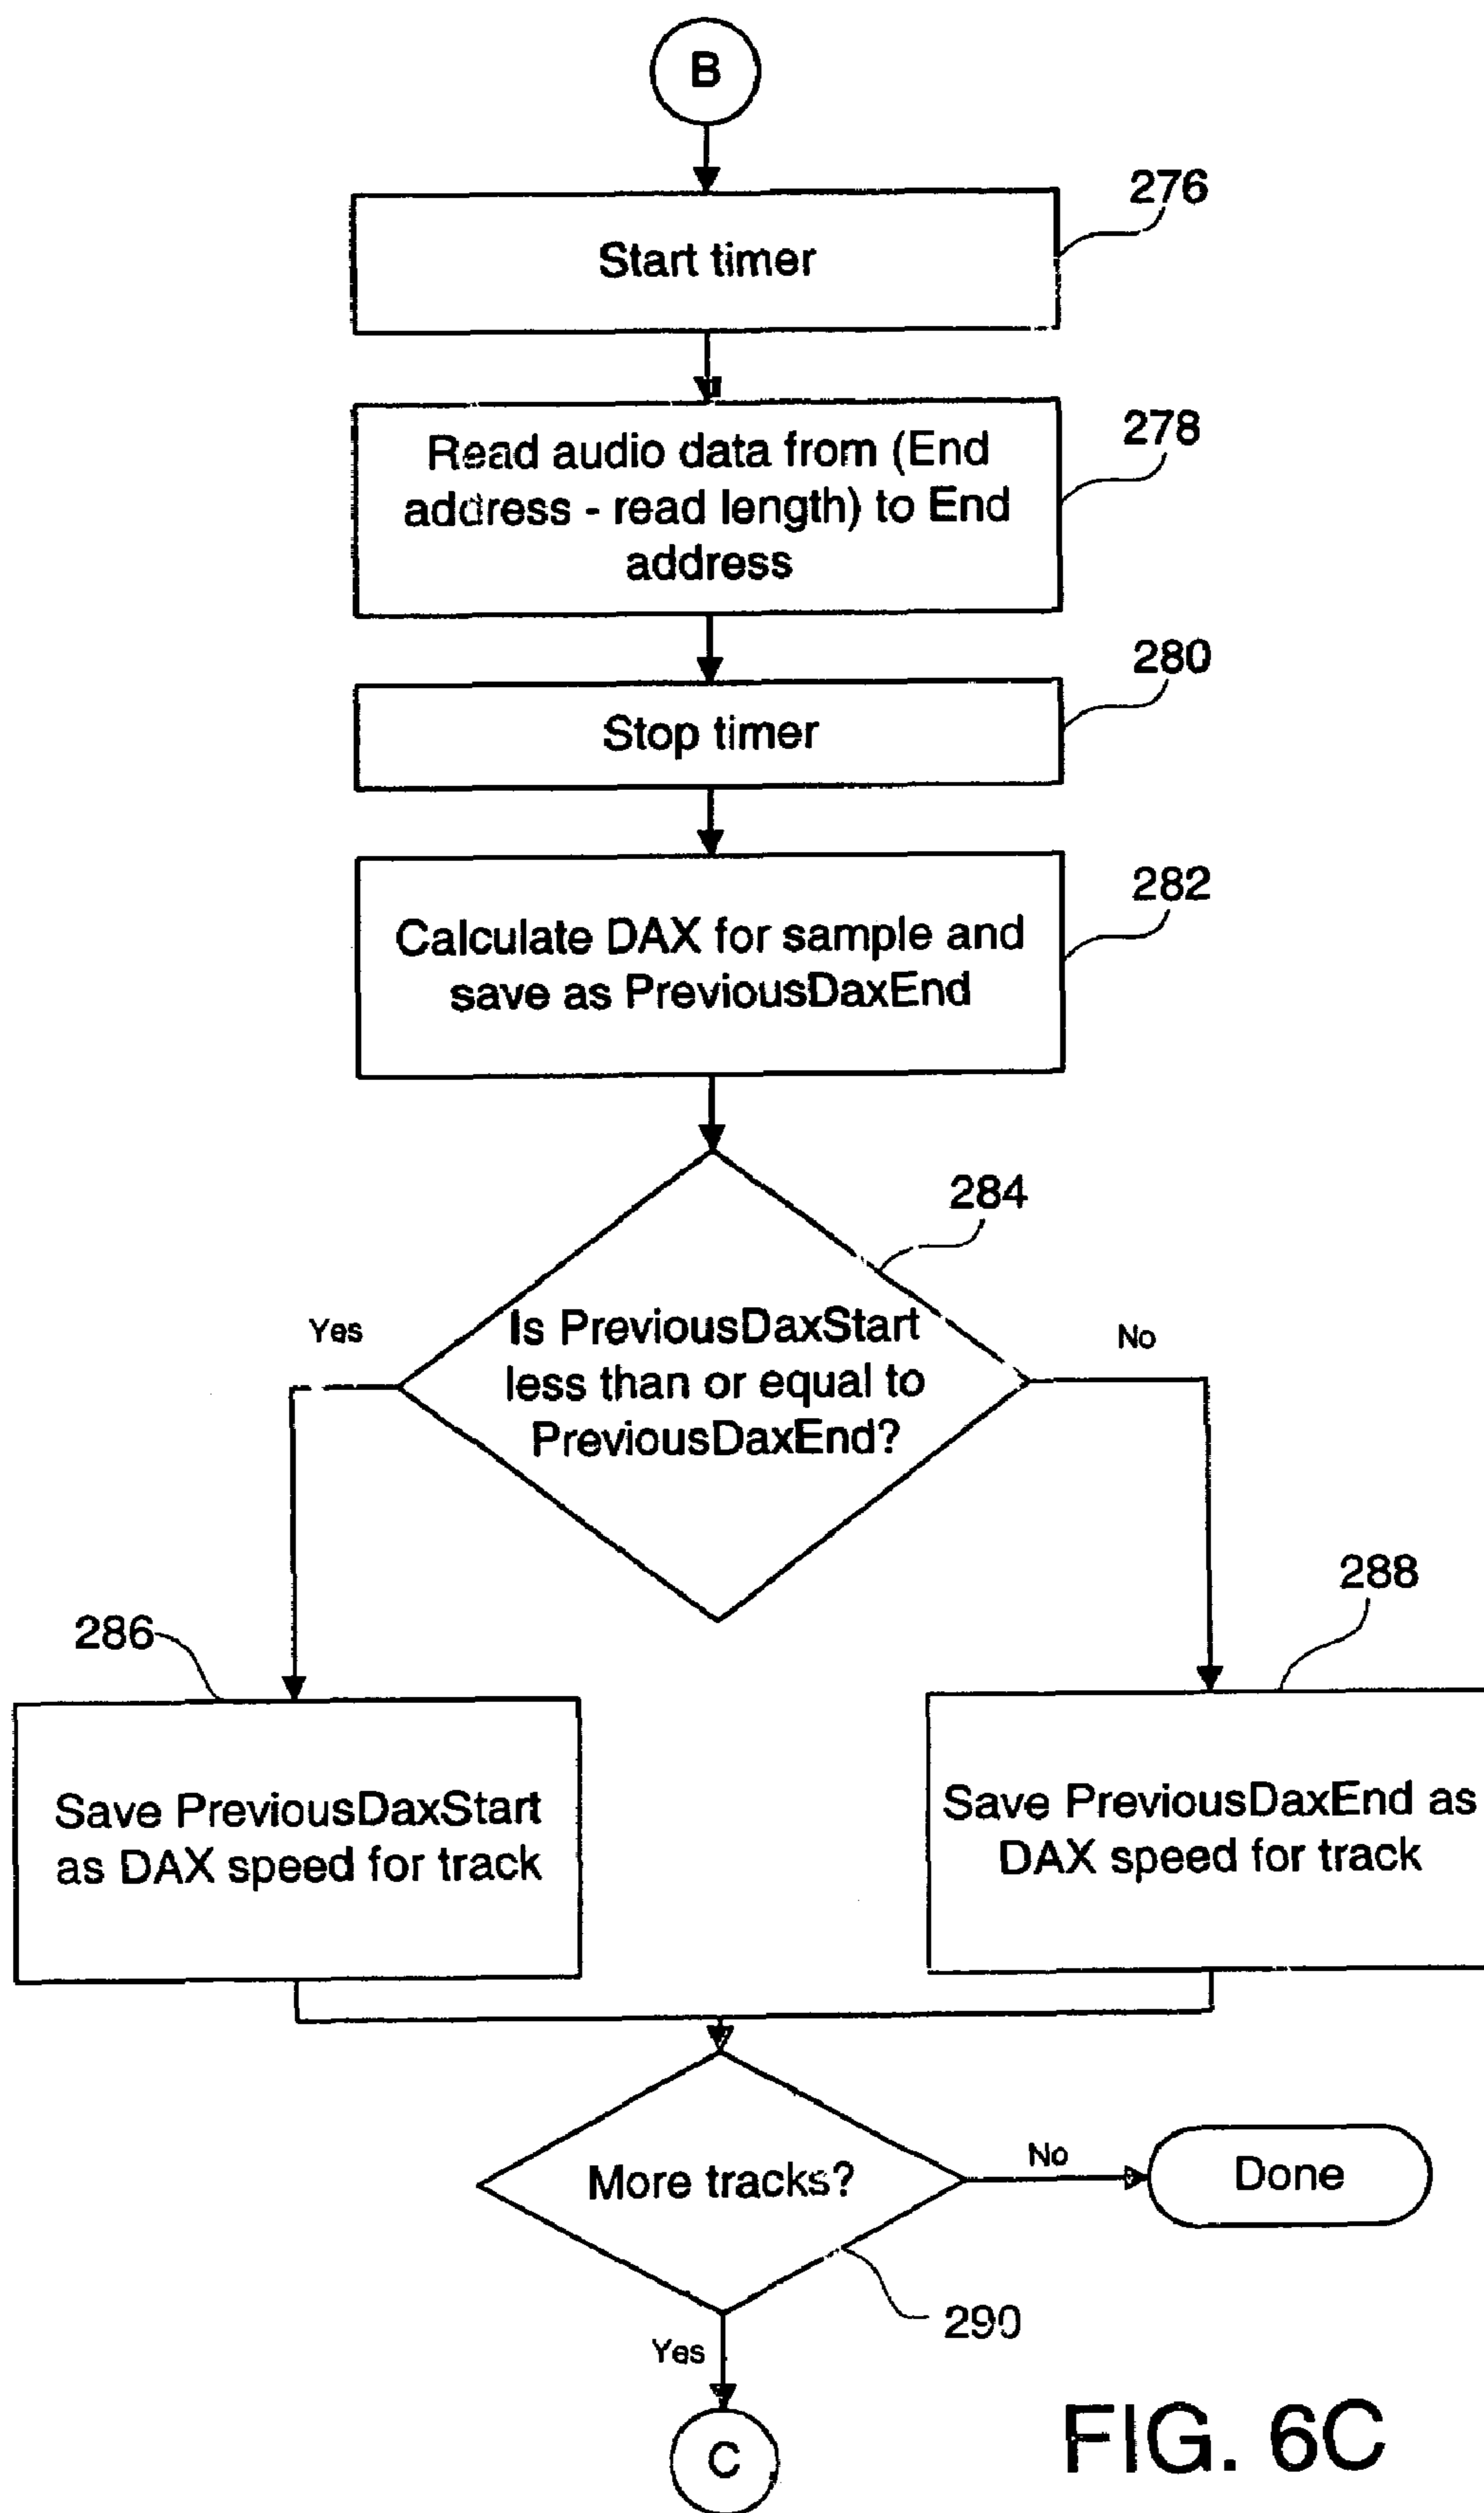 B
276
Start timer
278
Read audio data from (End
address - read length) to End
address
280
Stop timer
282
Calculate DAX for sample and
save as PreviousDaxEnd
284
Yes
Is PreviousDaxStart
less than or equal to
PreviousDaxEnd?
No
286
288
Save PreviousDaxStart
as DAX speed for track
Save PreviousDaxEnd as
DAX speed for track
More tracks?
No
Done
290
Yes
C
FIG. 6C